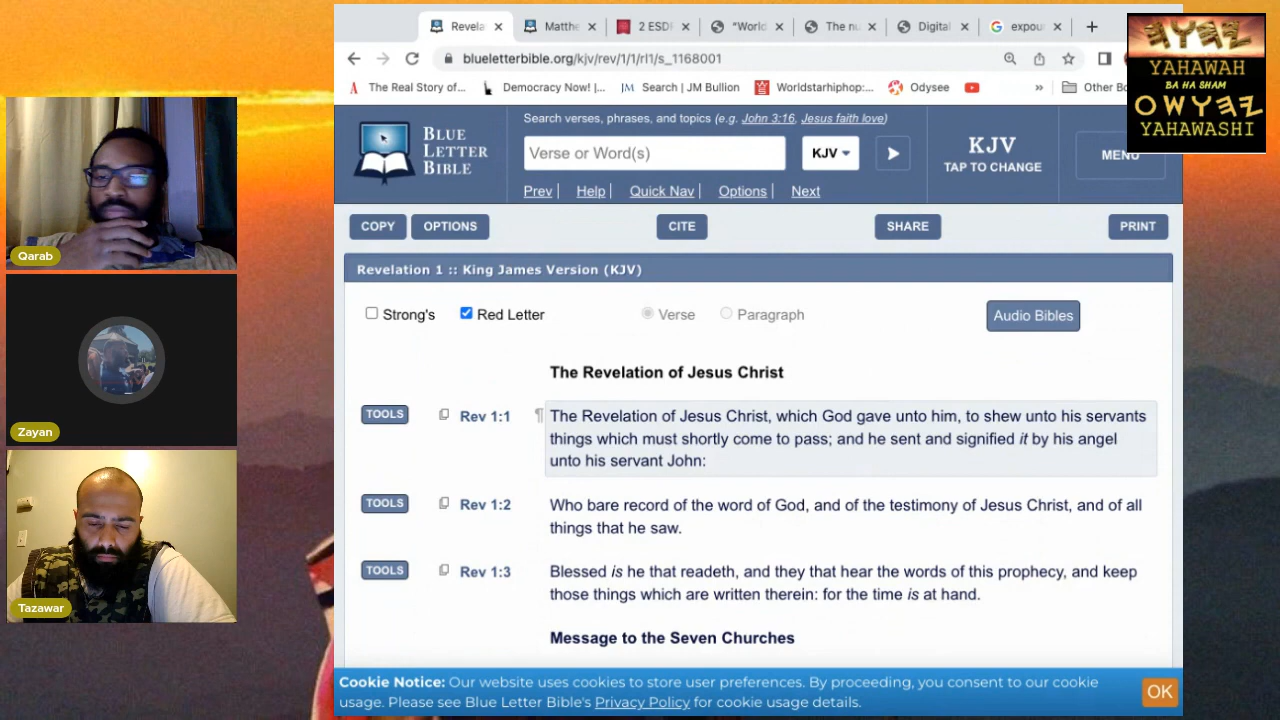 Revela
Matthe
2 ESD
"World
The nu
Digital
expou
blueletterbible.org/kjv/rev/1/1/rl1/s_1168001
The Real Story of...
Democracy Now! |...
JM Search | JM Bullion
Worldstarhiphop:...
Odysee
»
Other Bo
YAHAWAH
BA HA SHAM
YAHAWASHI
BLUE
LETTER
BIBLE
Search verses, phrases, and topics (e.g. John 3:16, Jesus faith love)
Verse or Word(s)
KJV
Prev | Help | Quick Nav | Options | Next
KJV
TAP TO CHANGE
MENU
COPY
OPTIONS
CITE
SHARE
PRINT
Revelation 1 :: King James Version (KJV)
Strong's
Red Letter
Verse
Paragraph
Audio Bibles
The Revelation of Jesus Christ
TOOLS
Rev 1:1
¶ The Revelation of Jesus Christ, which God gave unto him, to shew unto his servants
things which must shortly come to pass; and he sent and signified it by his angel
unto his servant John:
TOOLS
Rev 1:2
Who bare record of the word of God, and of the testimony of Jesus Christ, and of all
things that he saw.
TOOLS
Rev 1:3
Blessed is he that readeth, and they that hear the words of this prophecy, and keep
those things which are written therein: for the time is at hand.
Message to the Seven Churches
Cookie Notice: Our website uses cookies to store user preferences. By proceeding, you consent to our cookie
usage. Please see Blue Letter Bible's Privacy Policy for cookie usage details.
OK
Qarab
Zayan
Tazawar